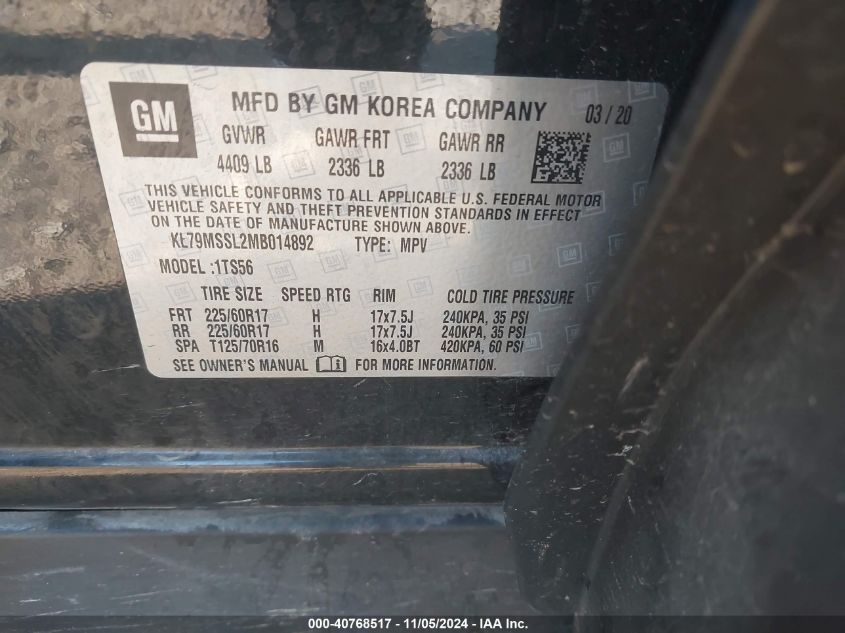 GM
MFD BY GM KOREA COMPANY 03/20
GVWR GAWR FRT GAWR RR
4409 LB 2336 LB 2336 LB
THIS VEHICLE CONFORMS TO ALL APPLICABLE U.S. FEDERAL MOTOR
VEHICLE SAFETY AND THEFT PREVENTION STANDARDS IN EFFECT
ON THE DATE OF MANUFACTURE SHOWN ABOVE.
KL79MSSL2MB014892 TYPE: MPV
MODEL :1TS56
TIRE SIZE SPEED RTG RIM COLD TIRE PRESSURE
FRT 225/60R17 H 17x7.5J 240KPA, 35 PSI
RR 225/60R17 H 17x7.5J 240KPA, 35 PSI
SPA T125/70R16 M 16x4.0BT 420KPA, 60 PSI
SEE OWNER'S MANUAL FOR MORE INFORMATION.
000-40768517 - 11/05/2024 - IAA Inc.